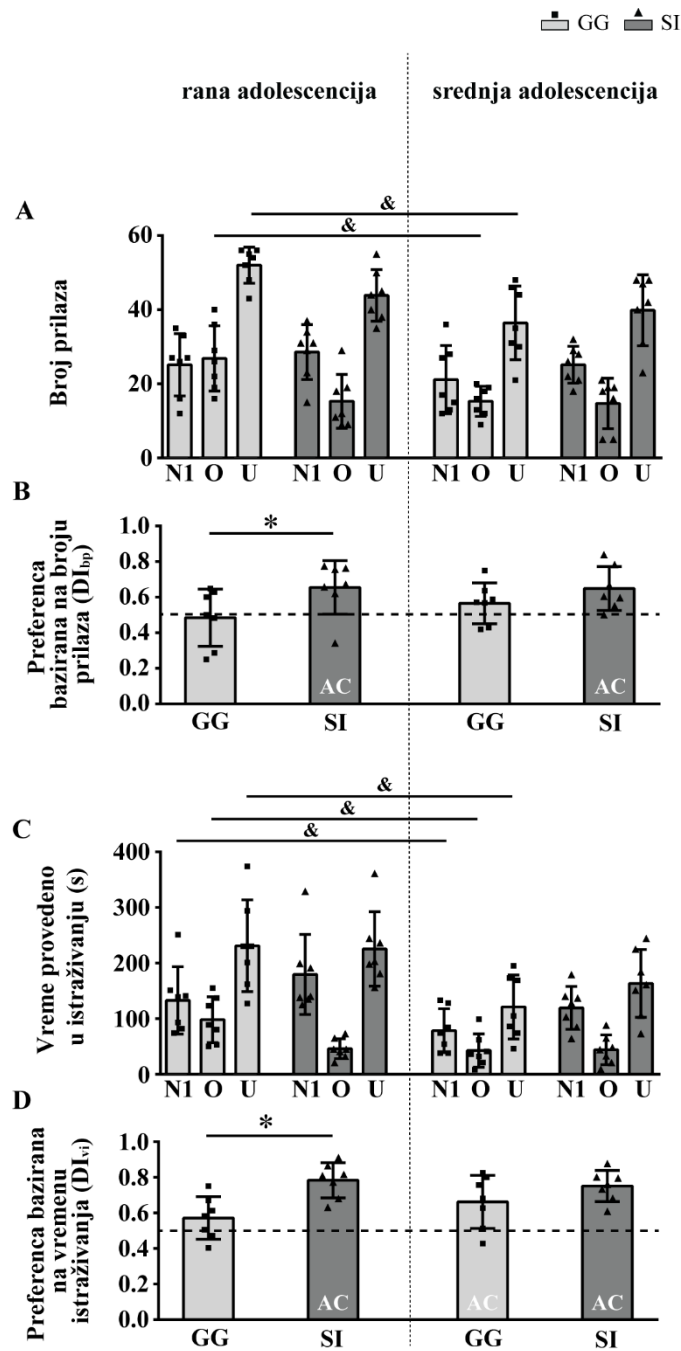 GG SI
rana adolescencija srednja adolescencija
A
& 
&
Broj prilaza
60
40
20
0
N1 O U N1 O U N1 O U N1 O U
B
Preferenca
bazirana na broju
prilaza (DIbp)
1.0
0.8
0.6
0.4
0.2
0.0
*
AC AC
GG SI GG SI
C
&
&
&
Vreme provedeno
u istraživanju (s)
400
300
200
100
0
N1 O U N1 O U N1 O U N1 O U
D
Preferenca bazirana
na vremenu
istraživanja (DIvi)
1.0
0.8
0.6
0.4
0.2
0.0
*
AC AC AC
GG SI GG SI